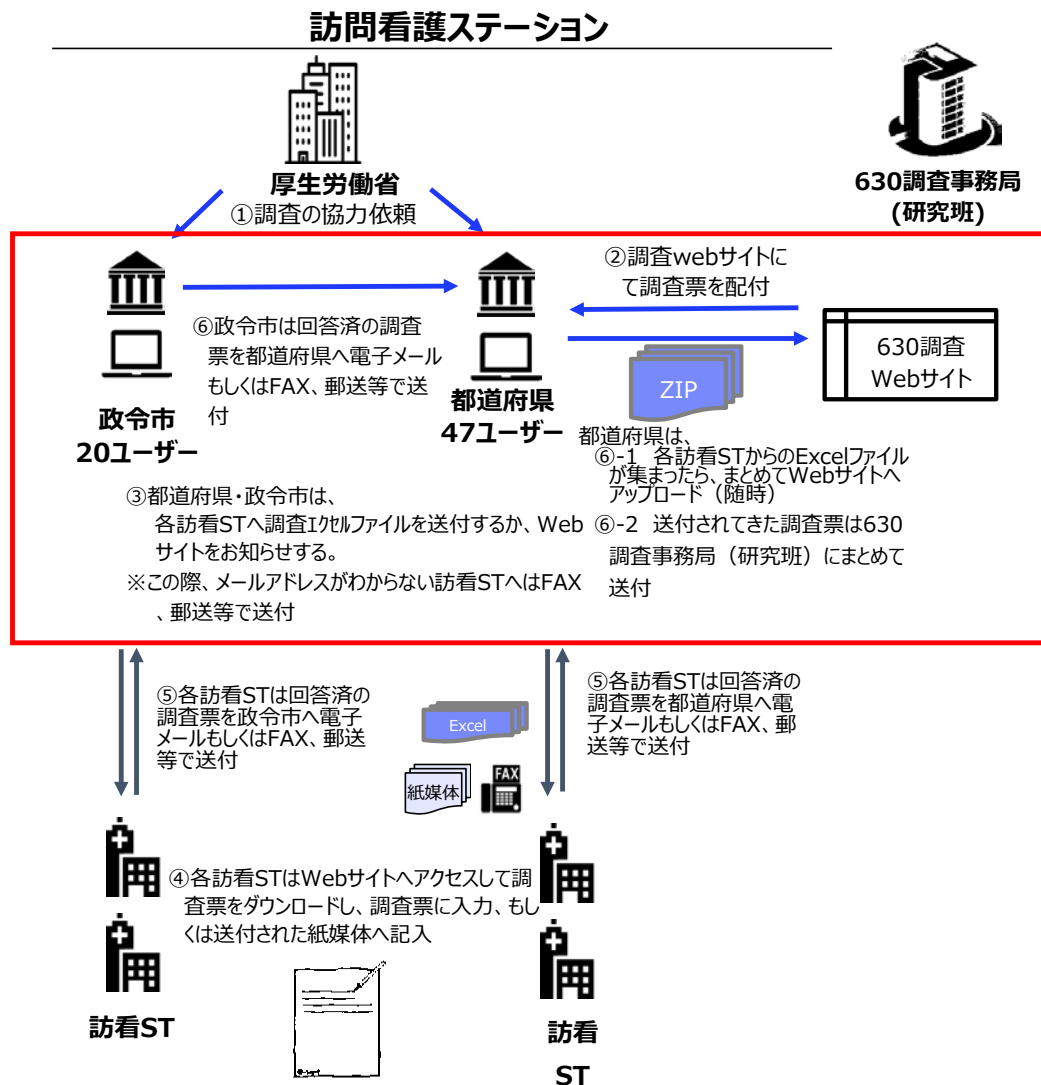 訪問看護ステーション
厚生労働省
①調査の協力依頼
630調査事務局
(研究班)
②調査webサイトに
て調査票を配付
⑥政令市は回答済の調査
票を都道府県へ電子メール
もしくはFAX、郵送等で送
付
政令市
20ユーザー
都道府県
47ユーザー
ZIP
630調査
Webサイト
都道府県は、
⑥-1 各訪看STからのExcelファイル
が集まったら、まとめてWebサイトへ
アップロード（随時）
⑥-2 送付されてきた調査票は630
調査事務局（研究班）にまとめて
送付
③都道府県・政令市は、
各訪看STへ調査ｴｸｾﾙファイルを送付するか、Web
サイトをお知らせする。
※この際、メールアドレスがわからない訪看STへはFAX
、郵送等で送付
⑤各訪看STは回答済の
調査票を政令市へ電子
メールもしくはFAX、郵送
等で送付
Excel
紙媒体
FAX
⑤各訪看STは回答済の
調査票を都道府県へ電
子メールもしくはFAX、郵
送等で送付
④各訪看STはWebサイトへアクセスして調
査票をダウンロードし、調査票に入力、もし
くは送付された紙媒体へ記入
訪看ST
訪看
ST